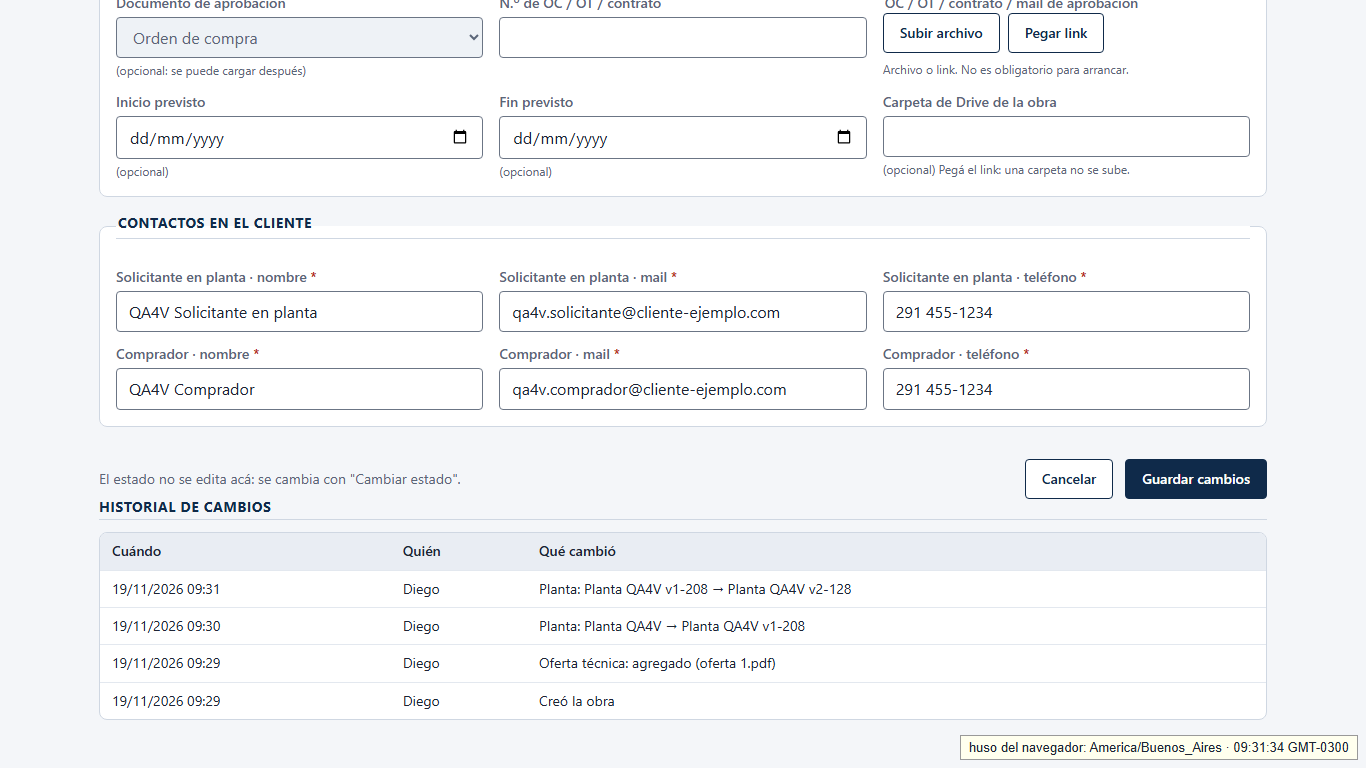 Documento de aprobación
N.º de OC / OT / contrato
OC / OT / contrato / mail de aprobación
Orden de compra
Subir archivo
Pegar link
(opcional: se puede cargar después)
Archivo o link. No es obligatorio para arrancar.
Inicio previsto
Fin previsto
Carpeta de Drive de la obra
dd/mm/yyyy
dd/mm/yyyy
(opcional)
(opcional)
(opcional) Pegá el link: una carpeta no se sube.
CONTACTOS EN EL CLIENTE
Solicitante en planta · nombre *
Solicitante en planta · mail *
Solicitante en planta · teléfono *
QA4V Solicitante en planta
qa4v.solicitante@cliente-ejemplo.com
291 455-1234
Comprador · nombre *
Comprador · mail *
Comprador · teléfono *
QA4V Comprador
qa4v.comprador@cliente-ejemplo.com
291 455-1234
El estado no se edita acá: se cambia con "Cambiar estado".
Cancelar
Guardar cambios
HISTORIAL DE CAMBIOS
Cuándo Quién Qué cambió
19/11/2026 09:31 Diego Planta: Planta QA4V v1-208 → Planta QA4V v2-128
19/11/2026 09:30 Diego Planta: Planta QA4V → Planta QA4V v1-208
19/11/2026 09:29 Diego Oferta técnica: agregado (oferta 1.pdf)
19/11/2026 09:29 Diego Creó la obra
huso del navegador: America/Buenos_Aires · 09:31:34 GMT-0300